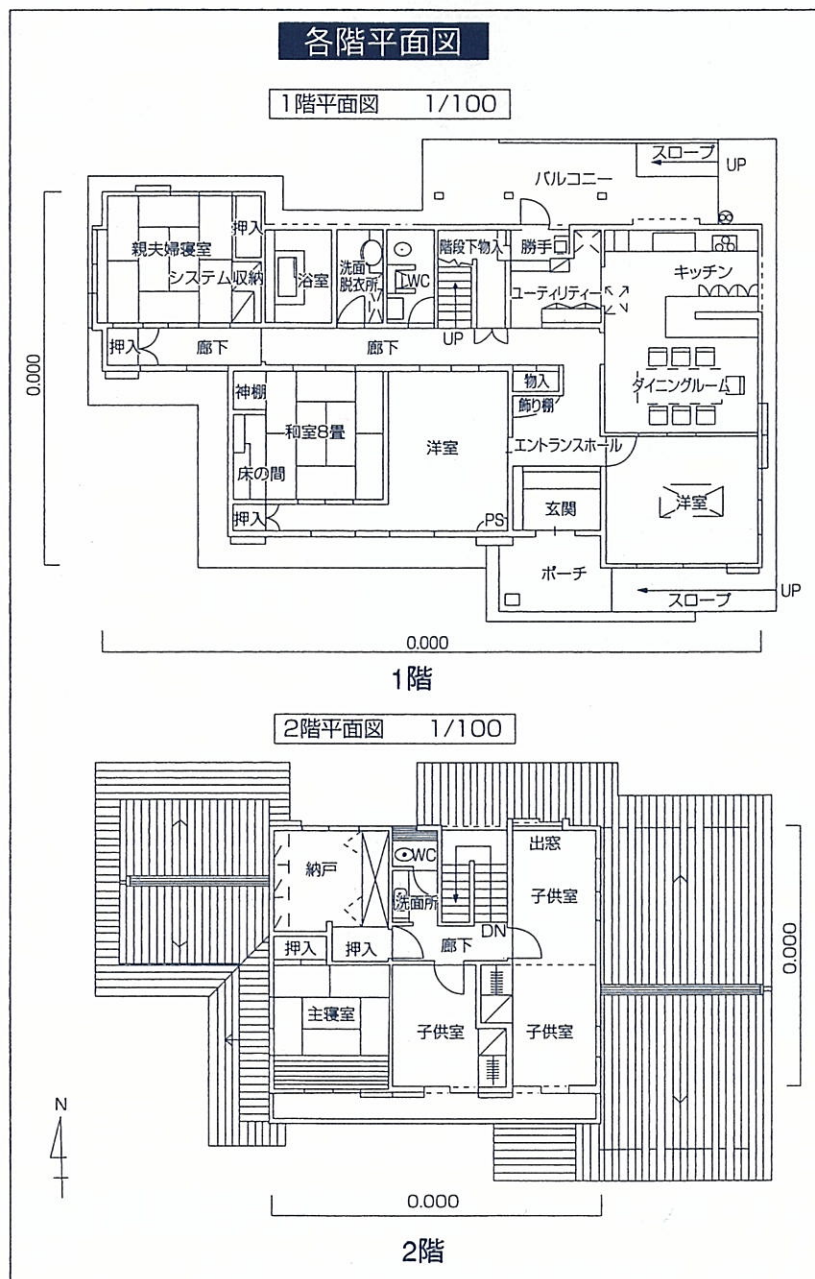 各階平面図
1階平面図 1/100
スロープ
UP
バルコニー
押入
親夫婦寝室
システム収納
浴室
洗面
脱衣所
WC
階段下物入
勝手
キッチン
ユーティリティー
UP
押入
廊下
廊下
0.000
神棚
物入
飾り棚
ダイニングルーム
和室8畳
洋室
エントランスホール
床の間
洋室
押入
PS
玄関
ポーチ
スロープ
UP
0.000
1階
2階平面図 1/100
出窓
納戸
WC
洗面所
子供室
押入
押入
廊下
DN
0.000
主寝室
子供室
子供室
N
0.000
2階